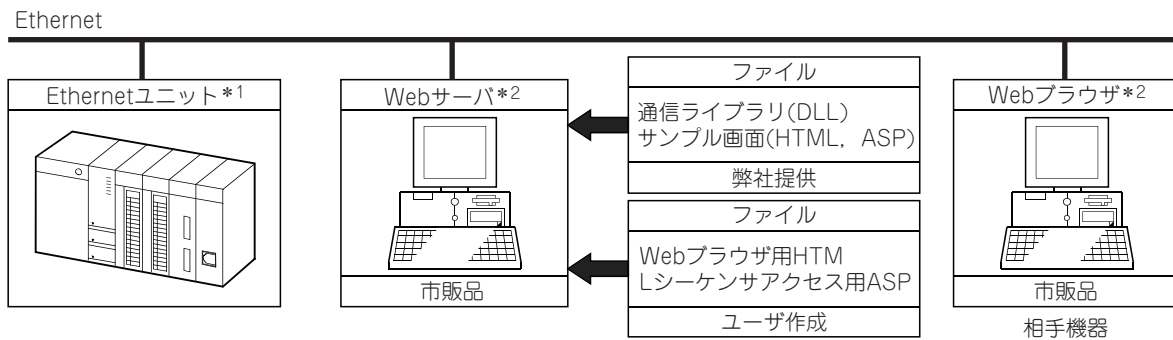 Ethernet
Ethernetユニット*1
Webサーバ*2
市販品
ファイル
通信ライブラリ(DLL)
サンプル画面(HTML, ASP)
弊社提供
ファイル
Webブラウザ用HTM
Lシーケンサアクセス用ASP
ユーザ作成
Webブラウザ*2
市販品
相手機器